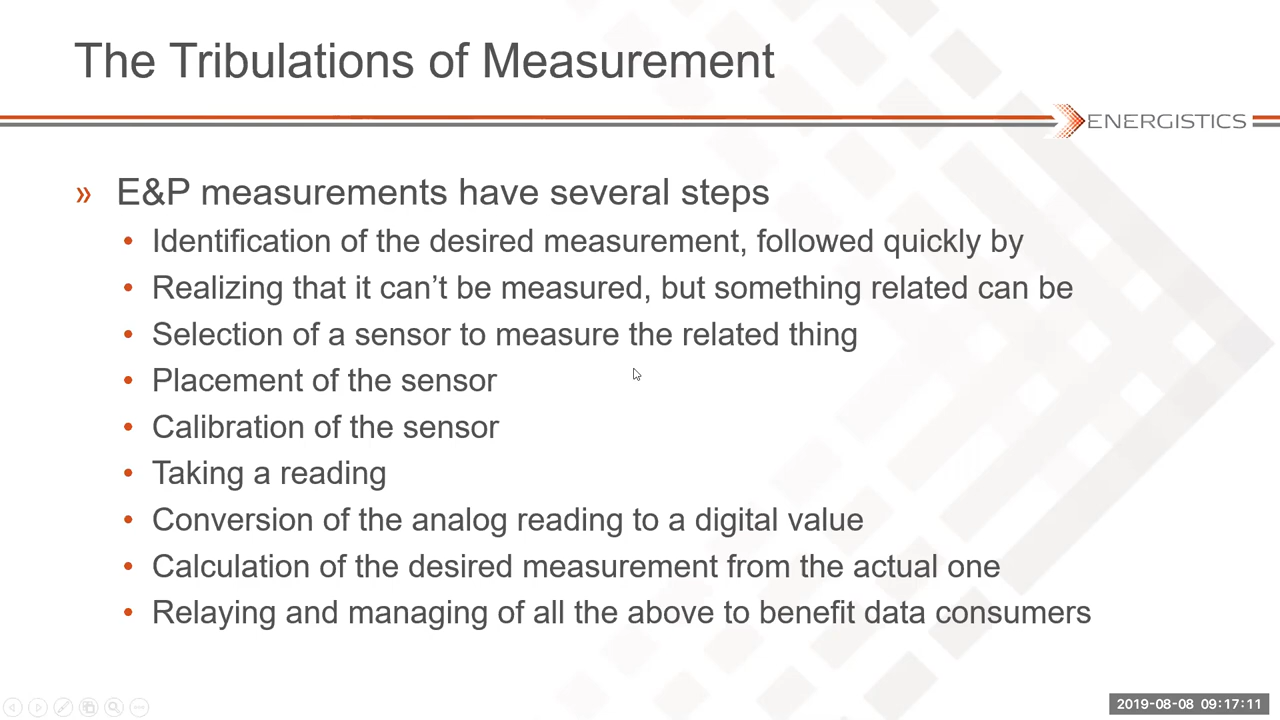 The Tribulations of Measurement
ENERGISTICS
» E&P measurements have several steps
• Identification of the desired measurement, followed quickly by
• Realizing that it can’t be measured, but something related can be
• Selection of a sensor to measure the related thing
• Placement of the sensor
• Calibration of the sensor
• Taking a reading
• Conversion of the analog reading to a digital value
• Calculation of the desired measurement from the actual one
• Relaying and managing of all the above to benefit data consumers
2019-08-08 09:17:11